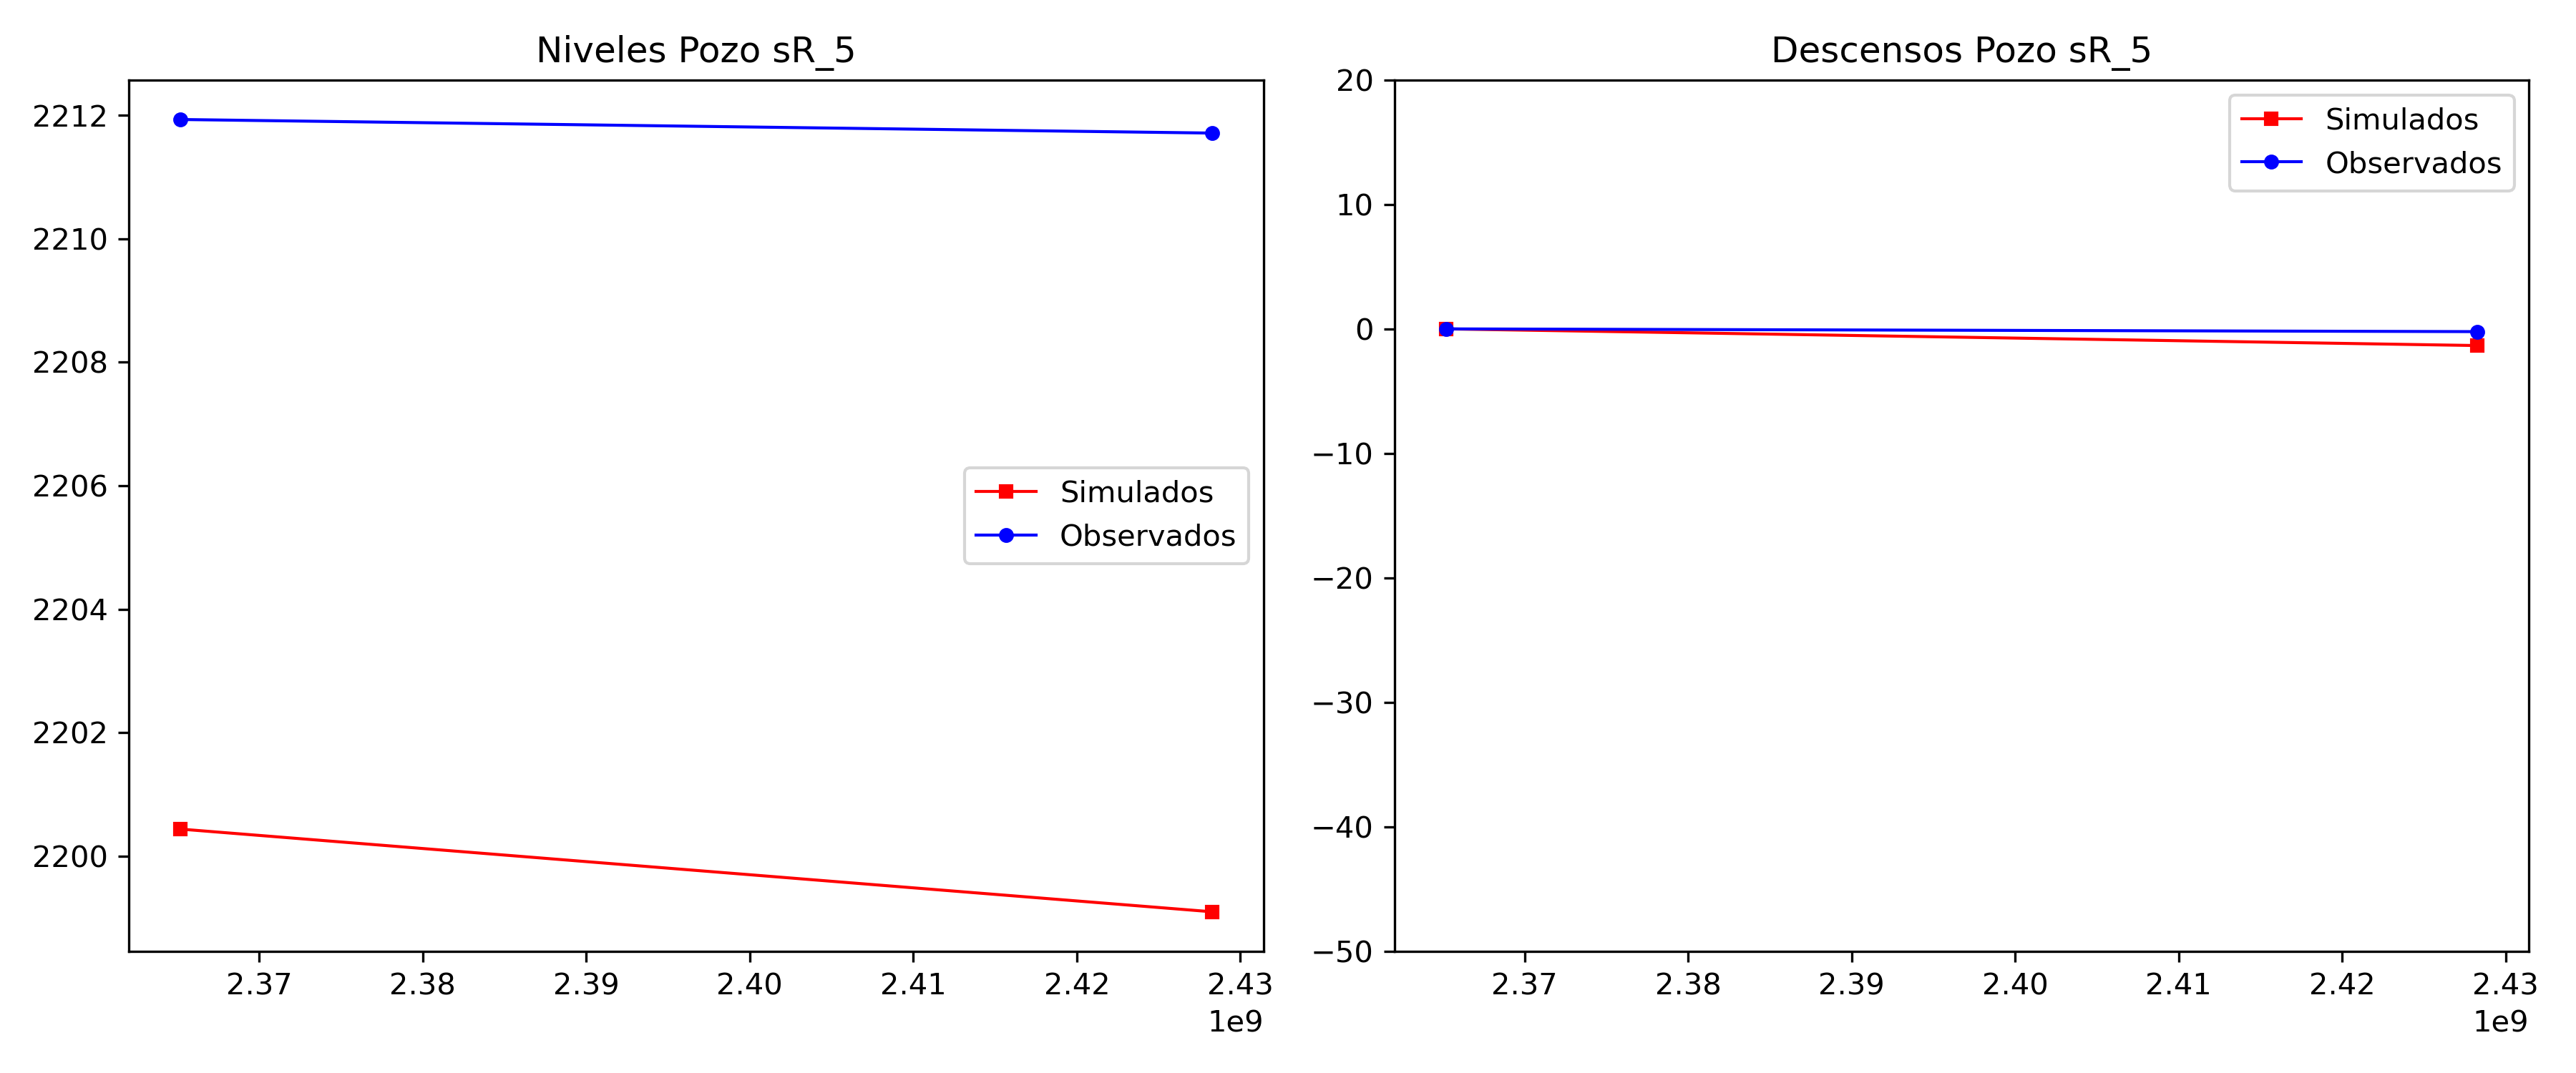 Niveles Pozo sR_5
2212
2210
2208
2206
2204
2202
2200
Simulados
Observados
2.37 2.38 2.39 2.40 2.41 2.42 2.43
1e9
Descensos Pozo sR_5
20
10
0
−10
−20
−30
−40
−50
Simulados
Observados
2.37 2.38 2.39 2.40 2.41 2.42 2.43
1e9